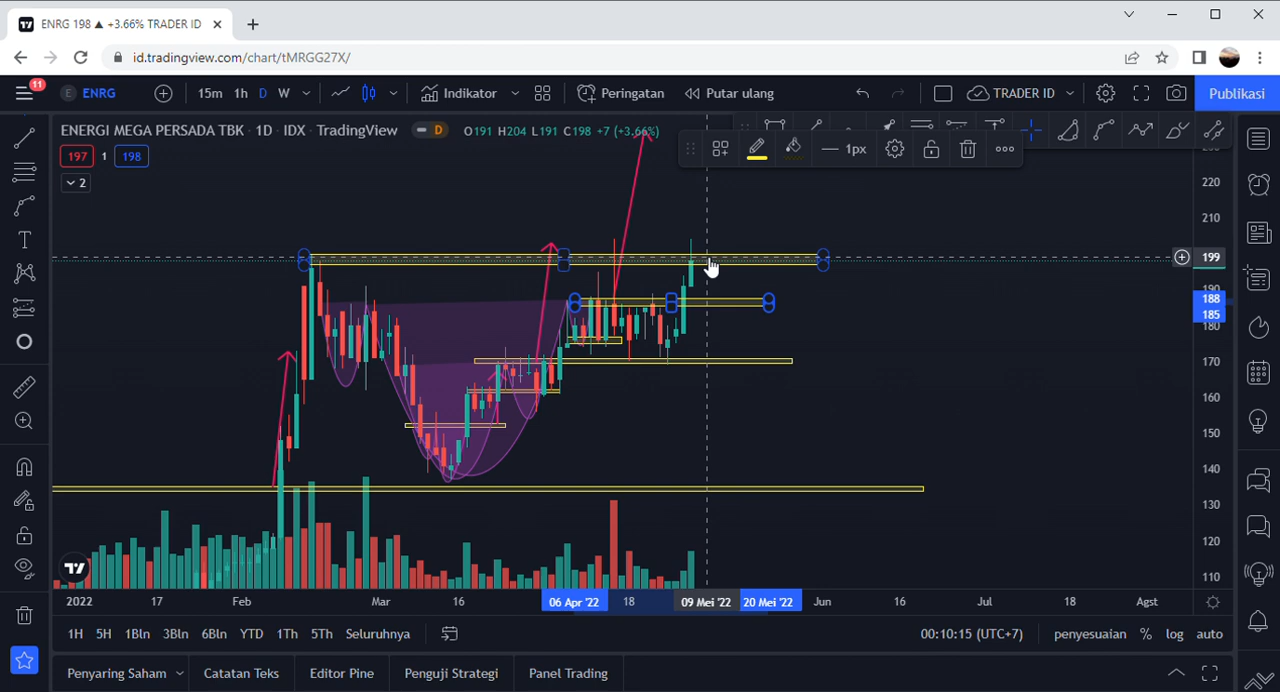 ENRG 198 ▲ +3.66% TRADER ID
id.tradingview.com/chart/tMRGG27X/
11
E ENRG 15m 1h D W Indikator Peringatan Putar ulang TRADER ID Publikasi
ENERGI MEGA PERSADA TBK · 1D · IDX · TradingView D O191 H204 L191 C198 +7 (+3.66%)
1px
197 1 198
2
220
210
199
190
188
185
180
170
160
150
140
130
120
110
2022 17 Feb Mar 16 06 Apr '22 18 09 Mei '22 20 Mei '22 Jun 16 Jul 18 Agst
1H 5H 1Bln 3Bln 6Bln YTD 1Th 5Th Seluruhnya 00:10:15 (UTC+7) penyesuaian % log auto
Penyaring Saham Catatan Teks Editor Pine Penguji Strategi Panel Trading